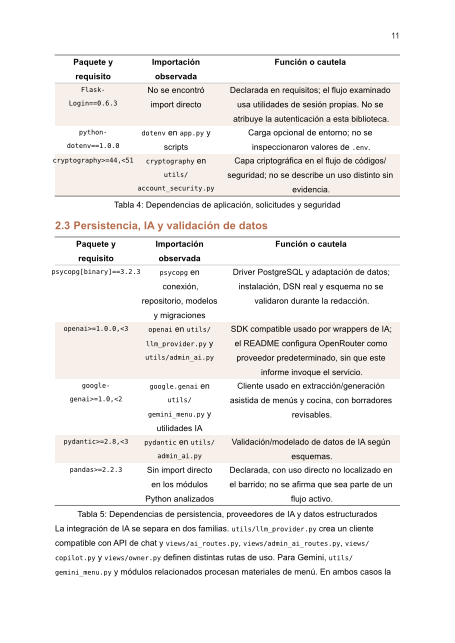 11
Paquete y requisito | Importación observada | Función o cautela
Flask-Login==0.6.3 | No se encontró import directo | Declarada en requisitos; el flujo examinado usa utilidades de sesión propias. No se atribuye la autenticación a esta biblioteca.
python-dotenv==1.0.0 | dotenv en app.py y scripts | Carga opcional de entorno; no se inspeccionaron valores de .env.
cryptography>=44,<51 | cryptography en utils/account_security.py | Capa criptográfica en el flujo de códigos/seguridad; no se describe un uso distinto sin evidencia.
Tabla 4: Dependencias de aplicación, solicitudes y seguridad
2.3 Persistencia, IA y validación de datos
Paquete y requisito | Importación observada | Función o cautela
psycopg[binary]==3.2.3 | psycopg en conexión, repositorio, modelos y migraciones | Driver PostgreSQL y adaptación de datos; instalación, DSN real y esquema no se validaron durante la redacción.
openai>=1.0.0,<3 | openai en utils/llm_provider.py y utils/admin_ai.py | SDK compatible usado por wrappers de IA; el README configura OpenRouter como proveedor predeterminado, sin que este informe invoque el servicio.
google-genai>=1.0,<2 | google.genai en utils/gemini_menu.py y utilidades IA | Cliente usado en extracción/generación asistida de menús y cocina, con borradores revisables.
pydantic>=2.8,<3 | pydantic en utils/admin_ai.py | Validación/modelado de datos de IA según esquemas.
pandas>=2.2.3 | Sin import directo en los módulos Python analizados | Declarada, con uso directo no localizado en el barrido; no se afirma que sea parte de un flujo activo.
Tabla 5: Dependencias de persistencia, proveedores de IA y datos estructurados
La integración de IA se separa en dos familias. utils/llm_provider.py crea un cliente
compatible con API de chat y views/ai_routes.py, views/admin_ai_routes.py, views/
copilot.py y views/owner.py definen distintas rutas de uso. Para Gemini, utils/
gemini_menu.py y módulos relacionados procesan materiales de menú. En ambos casos la